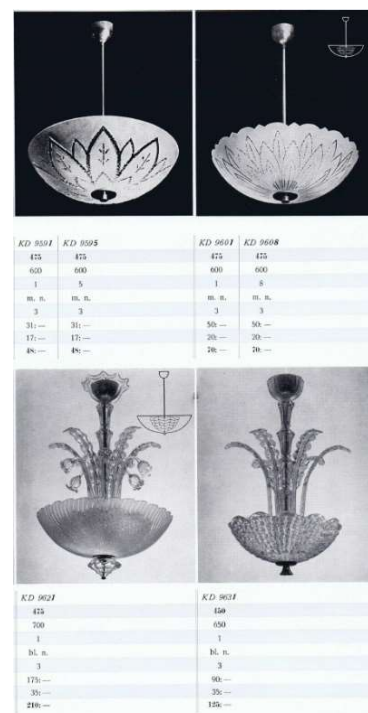 KD 9591 KD 9595 KD 9601 KD 9608
475 475 475 475
600 600 600 600
1 5 1 8
m. n. m. n. m. n. m. n.
3 3 3 3
31:— 31:— 50:— 50:—
17:— 17:— 20:— 20:—
48:— 48:— 70:— 70:—
KD 9621 KD 9631
475 450
700 650
1 1
bl. n. bl. n.
3 3
175:— 90:—
35:— 35:—
210:— 125:—